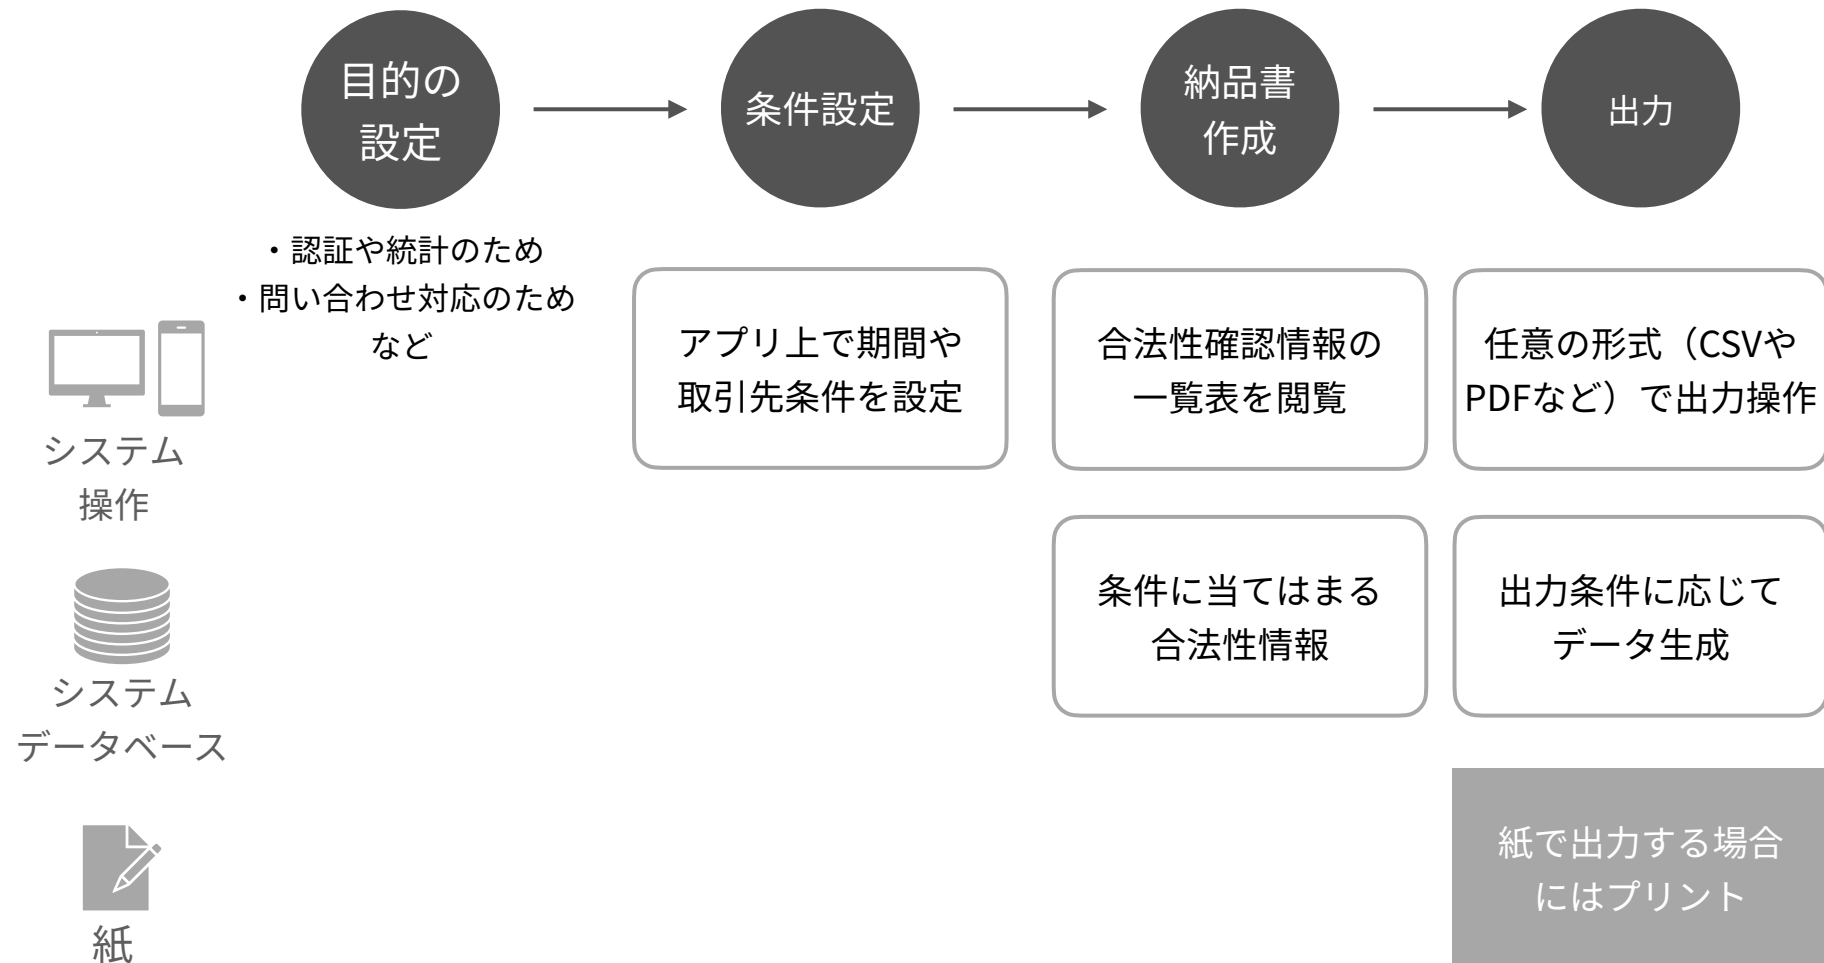 目的の
設定
条件設定
納品書
作成
出力
・認証や統計のため
・問い合わせ対応のため
など
システム
操作
アプリ上で期間や
取引先条件を設定
合法性確認情報の
一覧表を閲覧
任意の形式（CSVや
PDFなど）で出力操作
システム
データベース
条件に当てはまる
合法性情報
出力条件に応じて
データ生成
紙
紙で出力する場合
にはプリント